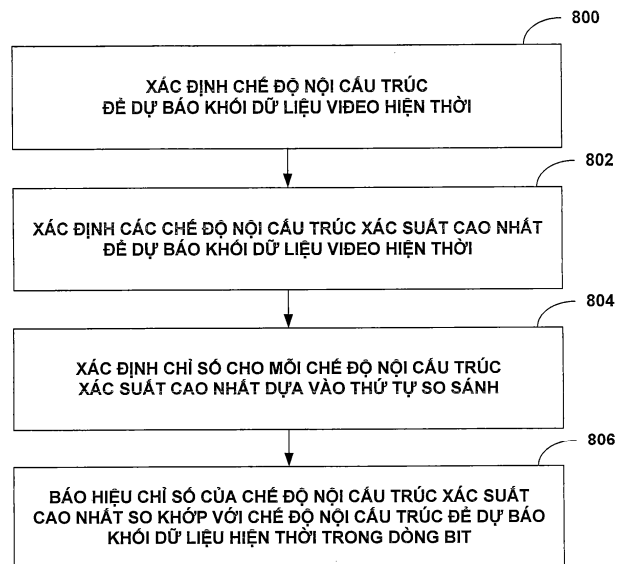 800
XÁC ĐỊNH CHẾ ĐỘ NỘI CẤU TRÚC
ĐỂ DỰ BÁO KHỐI DỮ LIỆU VIĐEO HIỆN THỜI
802
XÁC ĐỊNH CÁC CHẾ ĐỘ NỘI CẤU TRÚC XÁC SUẤT CAO NHẤT
ĐỂ DỰ BÁO KHỐI DỮ LIỆU VIĐEO HIỆN THỜI
804
XÁC ĐỊNH CHỈ SỐ CHO MỖI CHẾ ĐỘ NỘI CẤU TRÚC
XÁC SUẤT CAO NHẤT DỰA VÀO THỨ TỰ SO SÁNH
806
BÁO HIỆU CHỈ SỐ CỦA CHẾ ĐỘ NỘI CẤU TRÚC XÁC SUẤT
CAO NHẤT SO KHỚP VỚI CHẾ ĐỘ NỘI CẤU TRÚC ĐỂ DỰ BÁO
KHỐI DỮ LIỆU HIỆN THỜI TRONG DÒNG BIT